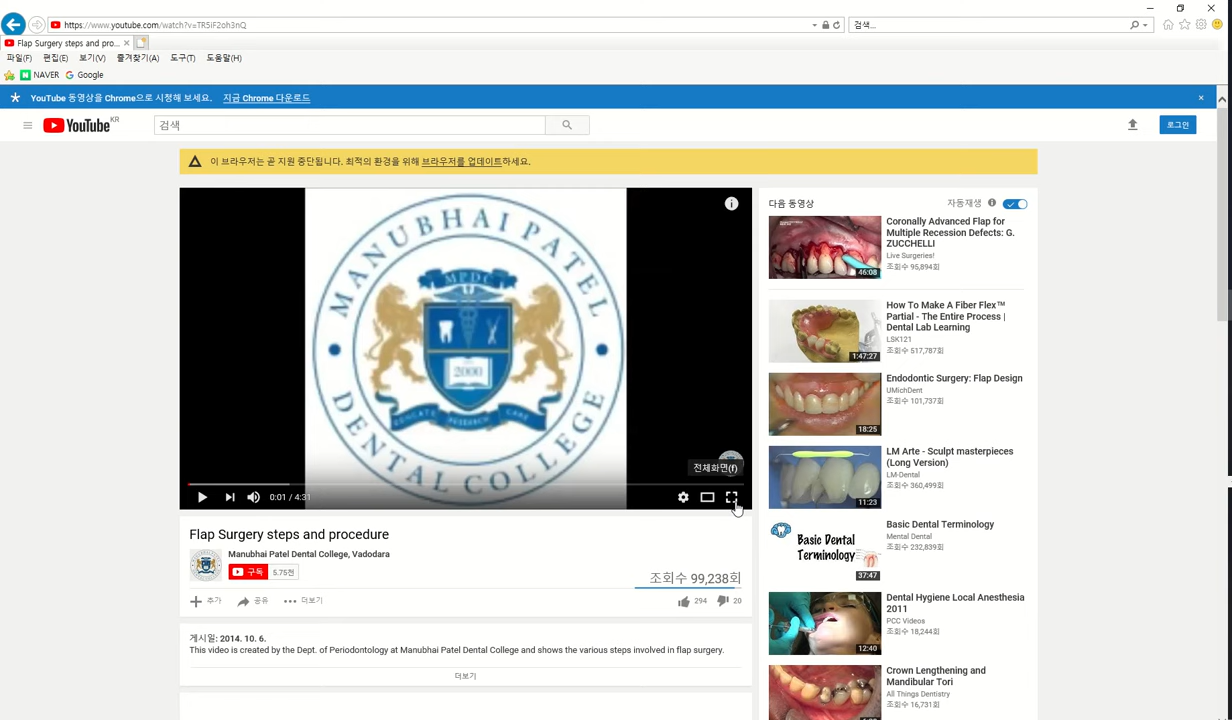 https://www.youtube.com/watch?v=TR5iF2oh3nQ
검색...
Flap Surgery steps and pro...
파일(F) 편집(E) 보기(V) 즐겨찾기(A) 도구(T) 도움말(H)
NAVER Google
YouTube 동영상을 Chrome으로 시청해 보세요. 지금 Chrome 다운로드
YouTube KR
검색
로그인
이 브라우저는 곧 지원 중단됩니다. 최적의 환경을 위해 브라우저를 업데이트하세요.
MANUBHAI PATEL
MPDC
2000
EDUCATE RESEARCH CARE
DENTAL COLLEGE
전체화면(f)
0:01 / 4:31
Flap Surgery steps and procedure
Manubhai Patel Dental College, Vadodara
구독 5.75천
조회수 99,238회
추가 공유 더보기
294 20
게시일: 2014. 10. 6.
This video is created by the Dept. of Periodontology at Manubhai Patel Dental College and shows the various steps involved in flap surgery.
더보기
다음 동영상
자동재생
Coronally Advanced Flap for
Multiple Recession Defects: G.
ZUCCHELLI
Live Surgeries!
조회수 95,894회
46:08
How To Make A Fiber Flex™
Partial - The Entire Process |
Dental Lab Learning
LSK121
조회수 517,787회
1:47:27
Endodontic Surgery: Flap Design
UMichDent
조회수 101,737회
18:25
LM Arte - Sculpt masterpieces
(Long Version)
LM-Dental
조회수 360,499회
11:23
Basic Dental
Terminology
37:47
Basic Dental Terminology
Mental Dental
조회수 232,839회
Dental Hygiene Local Anesthesia
2011
PCC Videos
조회수 18,244회
12:40
Crown Lengthening and
Mandibular Tori
All Things Dentistry
조회수 16,731회